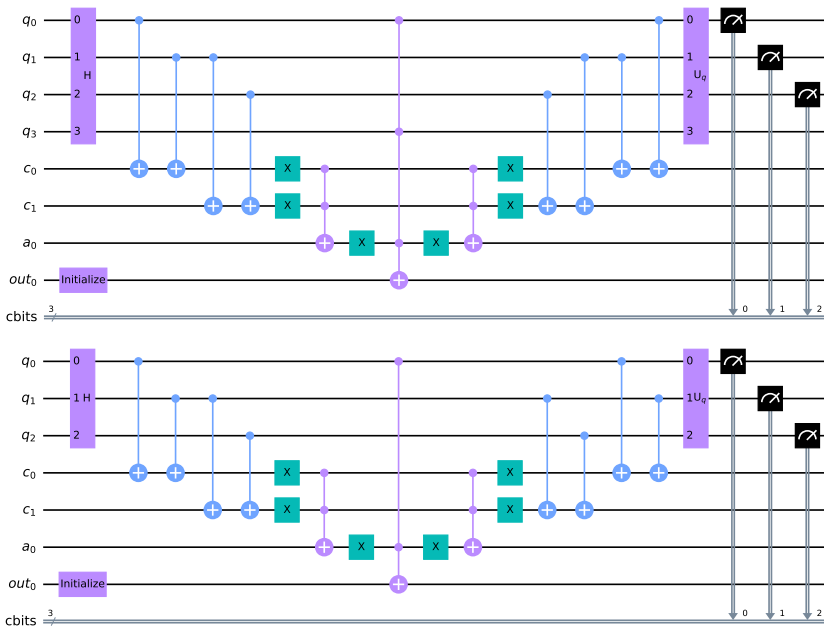 q0 0 0
q1 1 H 1 Uq
q2 2 2
q3 3 3
c0 X X
c1 X X
a0 X X
out0 Initialize
cbits 3 0 1 2
q0 0 0
q1 1 H 1 Uq
q2 2 2
c0 X X
c1 X X
a0 X X
out0 Initialize
cbits 3 0 1 2